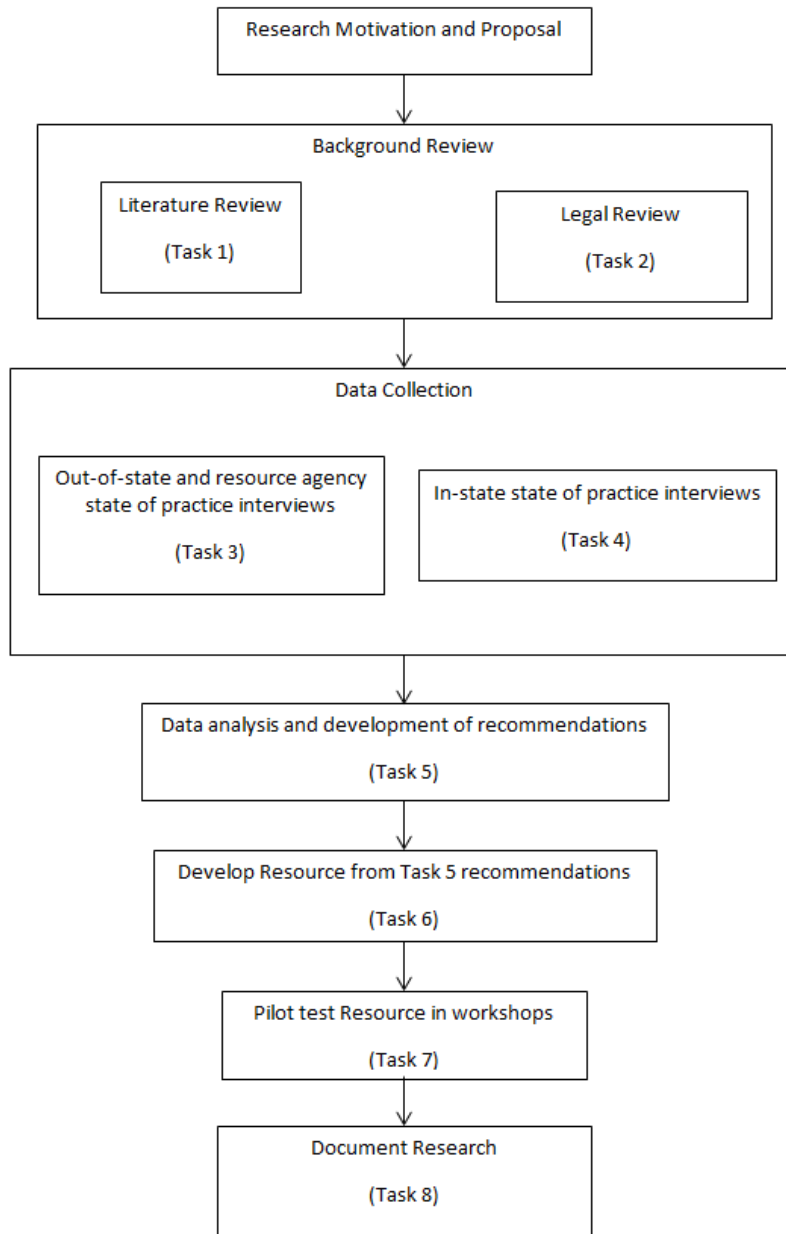 Research Motivation and Proposal
Background Review
Literature Review
(Task 1)
Legal Review
(Task 2)
Data Collection
Out-of-state and resource agency
state of practice interviews
(Task 3)
In-state state of practice interviews
(Task 4)
Data analysis and development of recommendations
(Task 5)
Develop Resource from Task 5 recommendations
(Task 6)
Pilot test Resource in workshops
(Task 7)
Document Research
(Task 8)